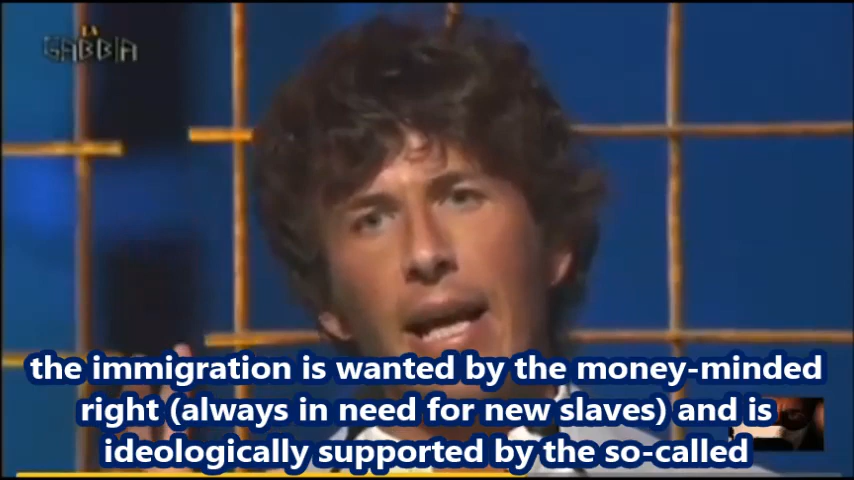 LA
GABBIA
the immigration is wanted by the money-minded
right (always in need for new slaves) and is
ideologically supported by the so-called